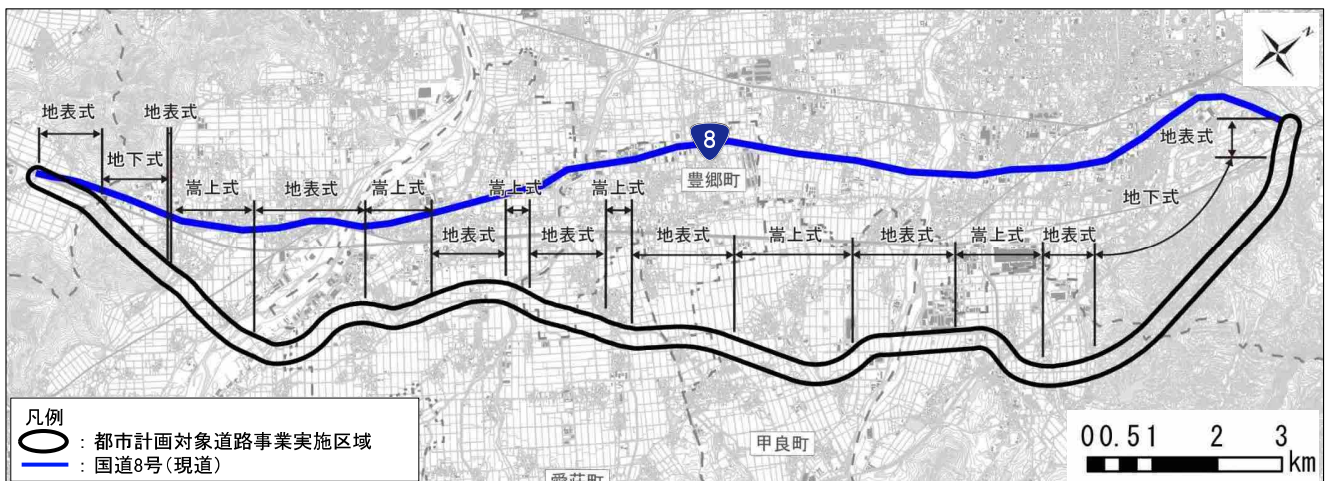 N
地表式
地表式
地下式
嵩上式
地表式
嵩上式
地表式
嵩上式
地表式
嵩上式
地表式
嵩上式
地表式
嵩上式
地表式
地下式
地表式
8
豊郷町
甲良町
愛荘町
凡例
：都市計画対象道路事業実施区域
：国道8号(現道)
0 0.5 1 2 3
km